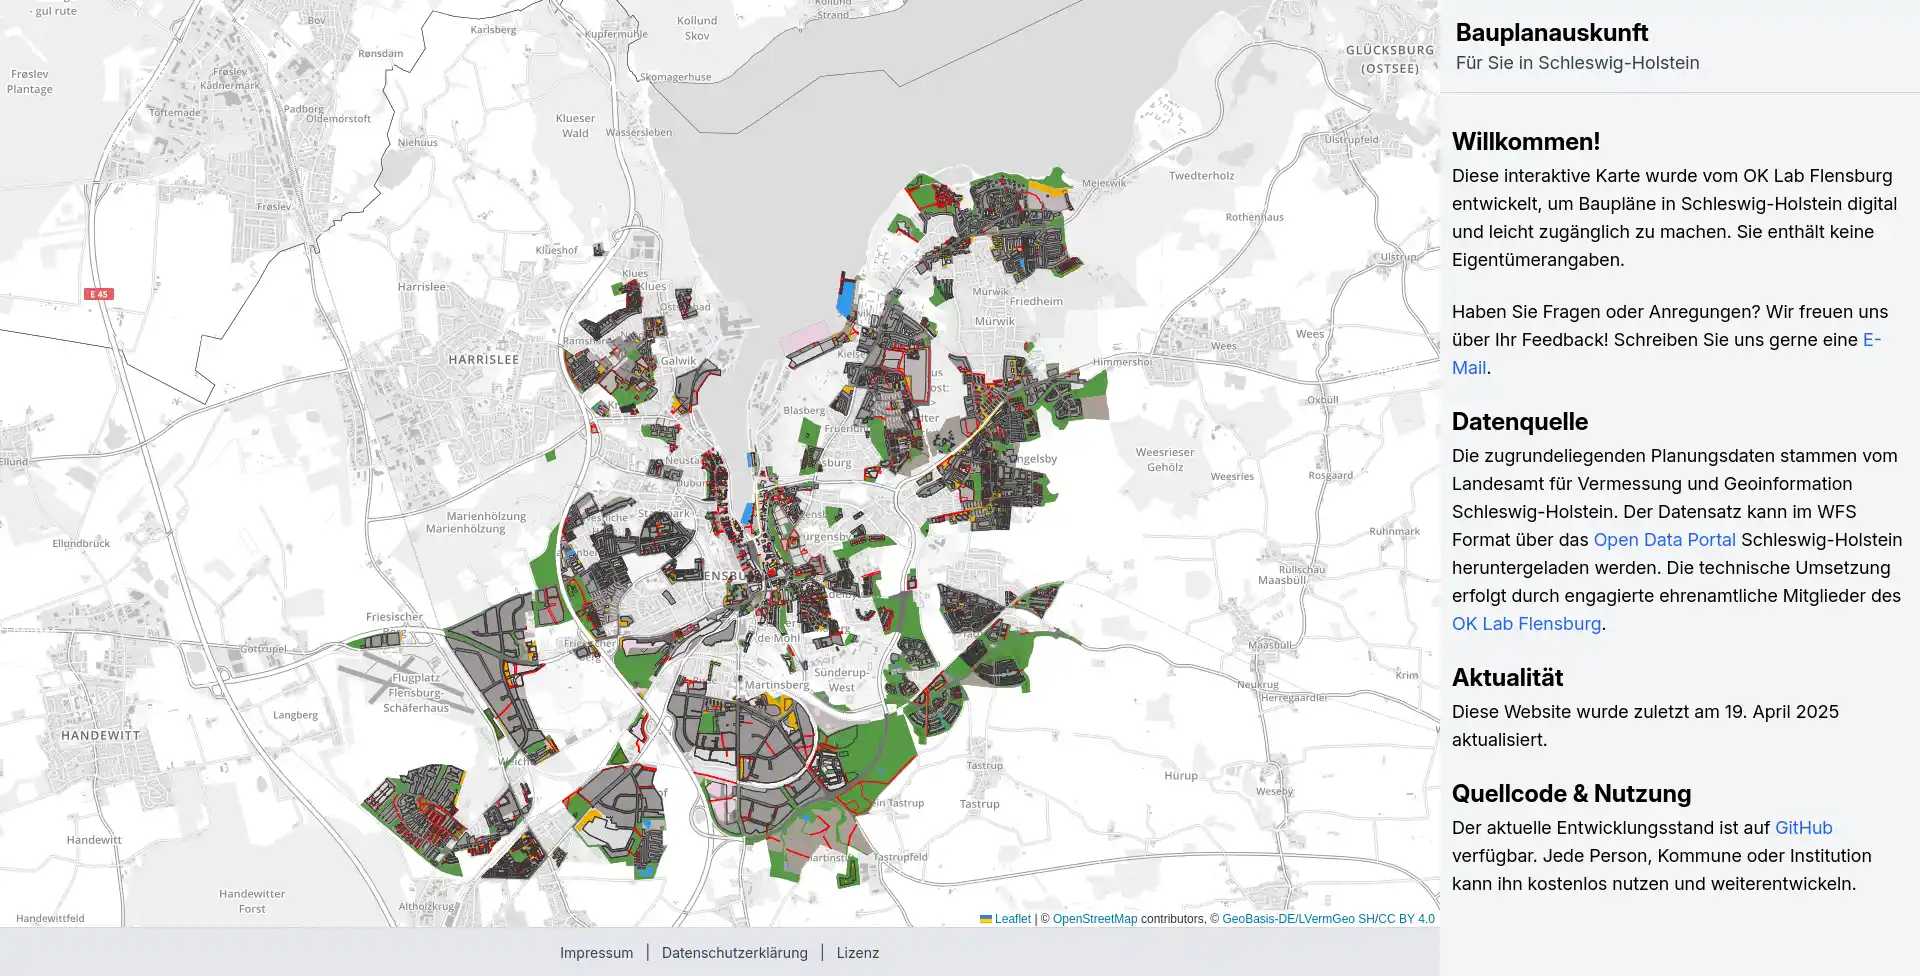 gul rute
Bov
Kollund
Skov
Kollund
Strand
Karlsberg
Kupfermühle
Rønsdam
GLÜCKSBURG
(OSTSEE)
Frøslev
Plantage
Frøslev
Kådnermark
Skomagerhuse
Padborg
Oldemorstoft
Tøftemade
Klueser
Wald
Wassersleben
Niehuus
Ulstrupfeld
Twedterholz
Meierwik
Frøslev
Rothenhaus
Klueshof
Ulstrup
Klues
Klues
Harrislee
E 45
Mürwik
Friedheim
Mürwik
Wees
Wees
HARRISLEE
Galwik
Himmershoi
Oxbüll
Blasberg
Weesrieser
Gehölz
Ellund
Weesries
Rosgaard
Marienhölzung
Marienhölzung
Ellundbruck
Ruhnmark
Rüllschau
Maasbüll
Friesischer
Gottrupel
Maasbüll
Flugplatz
Flensburg-
Schäferhaus
Sünderup-
West
Martinsberg
Neukrug
Herregaardlei
Krim
Langberg
HANDEWITT
Tastrup
Hürup
Weseby
Tastrup
Handewitt
Tastrupfeld
Handewitter
Forst
Altholzkrug
Handewittfeld
Leaflet | © OpenStreetMap contributors, © GeoBasis-DE/LVermGeo SH/CC BY 4.0
Impressum | Datenschutzerklärung | Lizenz
Bauplanauskunft
Für Sie in Schleswig-Holstein
Willkommen!
Diese interaktive Karte wurde vom OK Lab Flensburg
entwickelt, um Baupläne in Schleswig-Holstein digital
und leicht zugänglich zu machen. Sie enthält keine
Eigentümerangaben.
Haben Sie Fragen oder Anregungen? Wir freuen uns
über Ihr Feedback! Schreiben Sie uns gerne eine E-
Mail.
Datenquelle
Die zugrundeliegenden Planungsdaten stammen vom
Landesamt für Vermessung und Geoinformation
Schleswig-Holstein. Der Datensatz kann im WFS
Format über das Open Data Portal Schleswig-Holstein
heruntergeladen werden. Die technische Umsetzung
erfolgt durch engagierte ehrenamtliche Mitglieder des
OK Lab Flensburg.
Aktualität
Diese Website wurde zuletzt am 19. April 2025
aktualisiert.
Quellcode & Nutzung
Der aktuelle Entwicklungsstand ist auf GitHub
verfügbar. Jede Person, Kommune oder Institution
kann ihn kostenlos nutzen und weiterentwickeln.